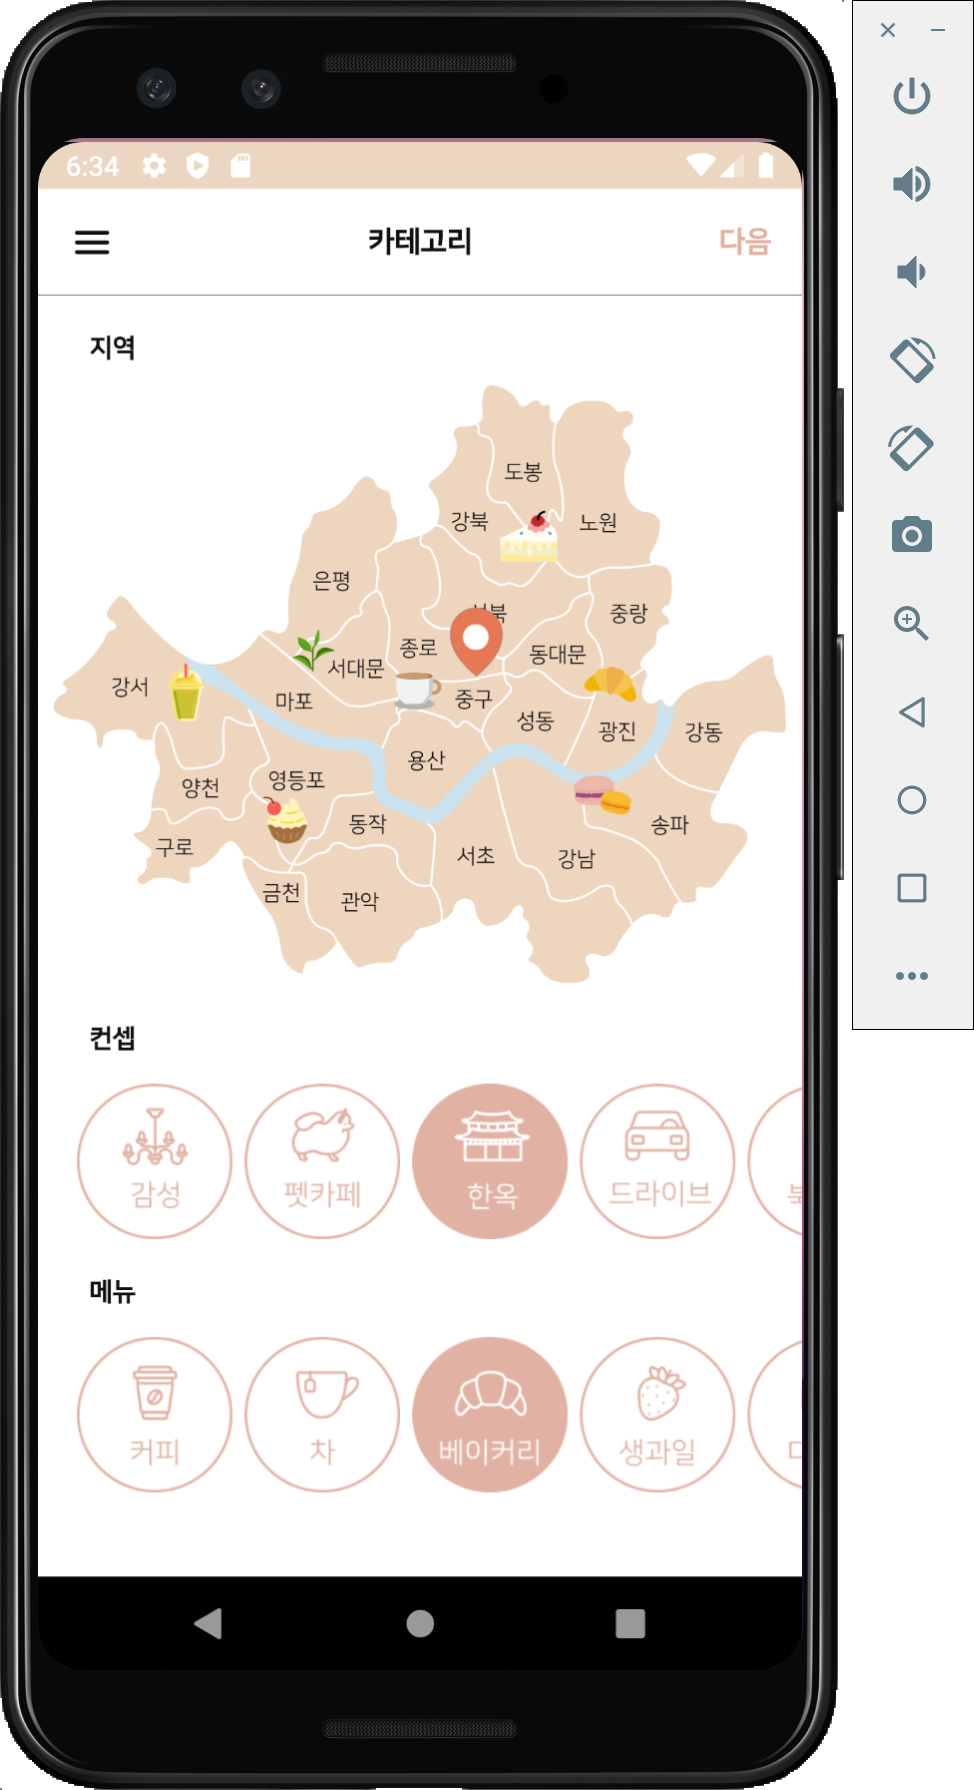 6:34
카테고리
다음
지역
도봉
강북
노원
은평
중랑
종로
동대문
서대문
강서
마포
중구
성동
광진
강동
용산
영등포
양천
동작
송파
구로
서초
강남
금천
관악
컨셉
감성
펫카페
한옥
드라이브
메뉴
커피
차
베이커리
생과일